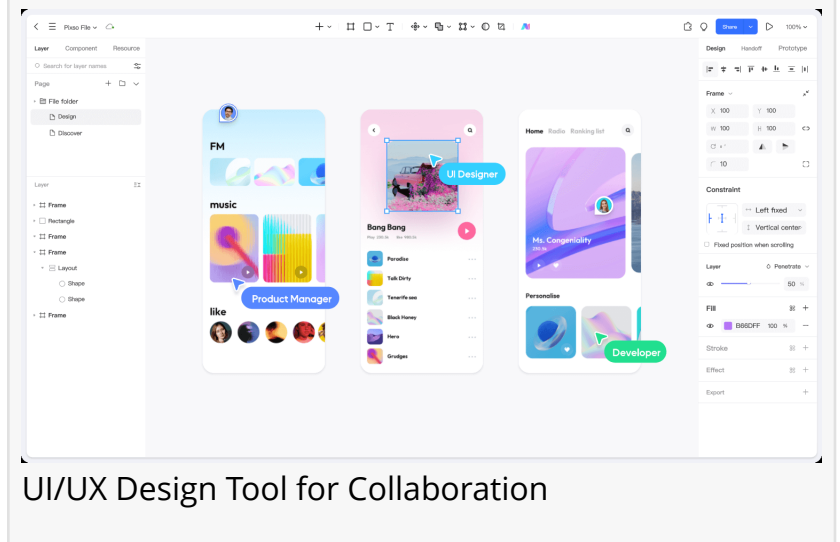 Pixso File
Share
100%
Layer Component Resource
Search for layer names
Page
File folder
Design
Discover
Layer
Frame
Rectangle
Frame
Frame
Layout
Shape
Shape
Frame
FM
music
Product Manager
like
UI Designer
Bang Bang
Paradise
Talk Dirty
Tenerife sea
Black Honey
Hero
Grudges
Home Radio Ranking list
Ms. Congeniality
Personalise
Developer
Design Handoff Prototype
Frame
X 100 Y 100
W 100 H 100
10
Constraint
Left fixed
Vertical center
Fixed position when scrolling
Layer Penetrate
50 %
Fill
B66DFF 100 %
Stroke
Effect
Export
UI/UX Design Tool for Collaboration